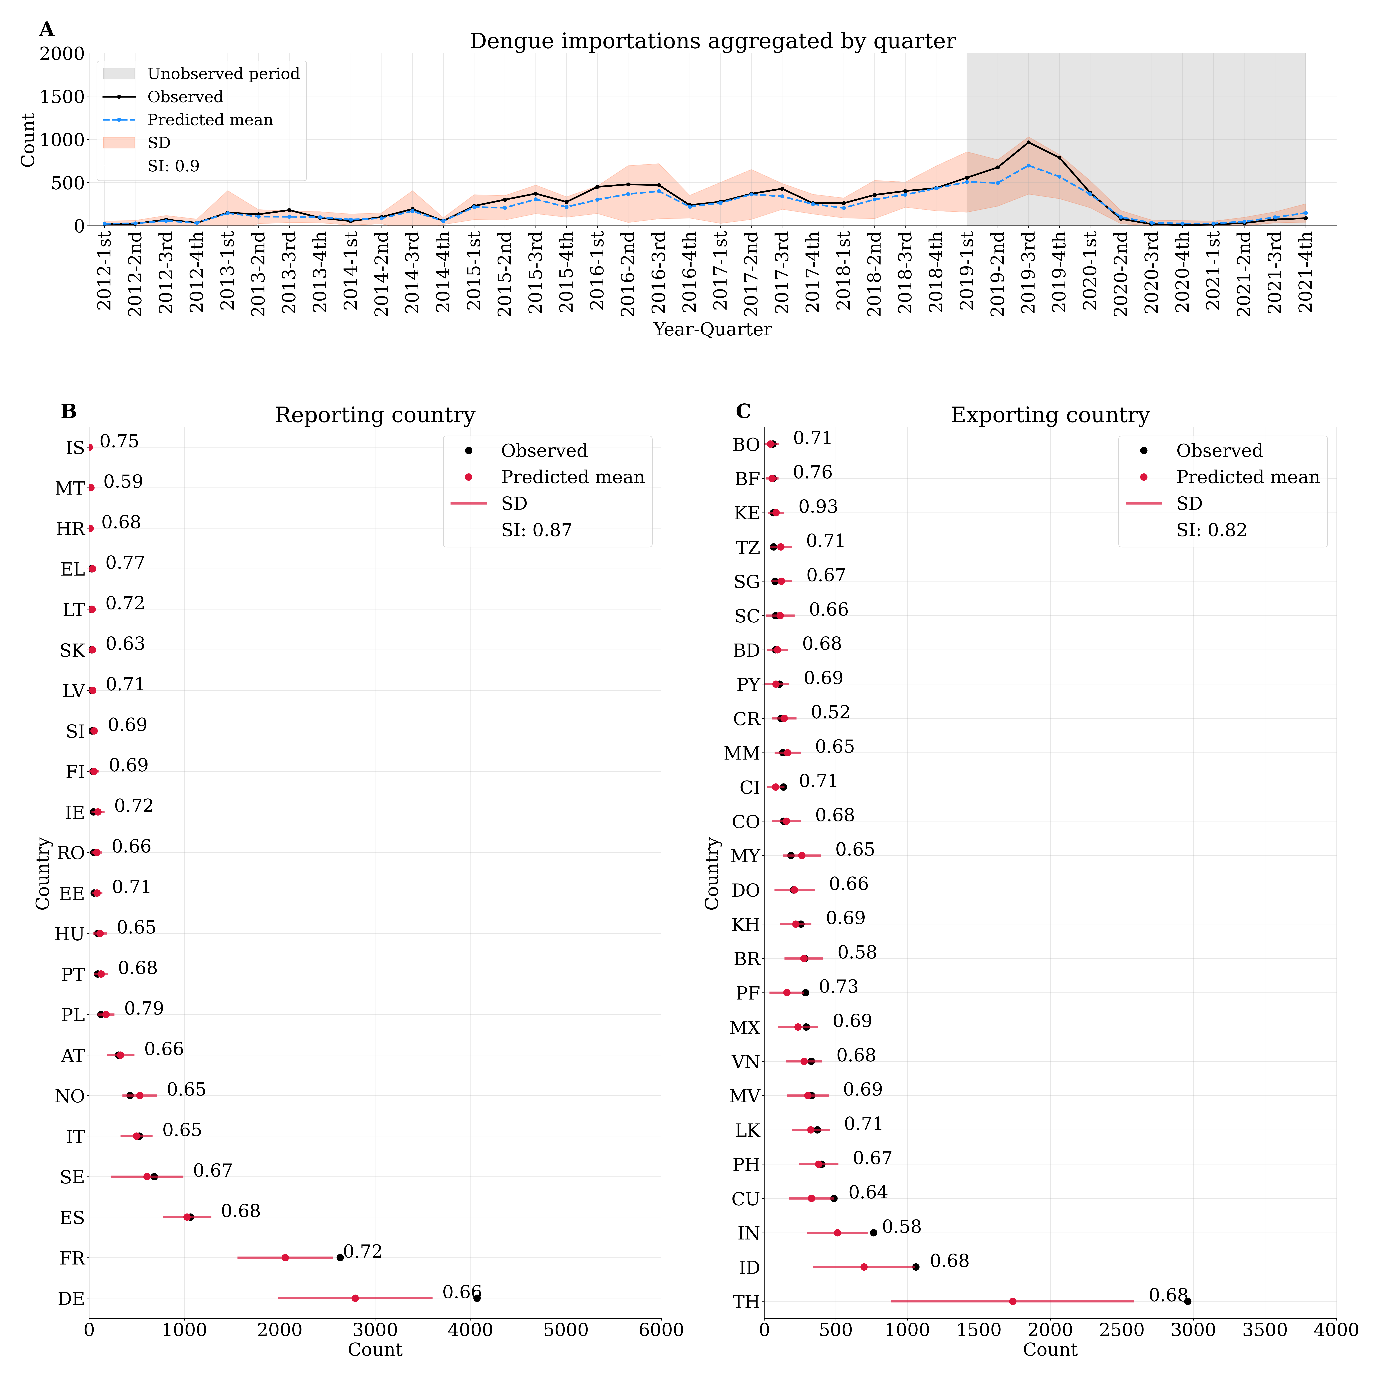 A
Dengue importations aggregated by quarter
2000
1500
1000
500
0
Count
Unobserved period
Observed
Predicted mean
SD
SI: 0.9
2012-1st
2012-2nd
2012-3rd
2012-4th
2013-1st
2013-2nd
2013-3rd
2013-4th
2014-1st
2014-2nd
2014-3rd
2014-4th
2015-1st
2015-2nd
2015-3rd
2015-4th
2016-1st
2016-2nd
2016-3rd
2016-4th
2017-1st
2017-2nd
2017-3rd
2017-4th
2018-1st
2018-2nd
2018-3rd
2018-4th
2019-1st
2019-2nd
2019-3rd
2019-4th
2020-1st
2020-2nd
2020-3rd
2020-4th
2021-1st
2021-2nd
2021-3rd
2021-4th
Year-Quarter
B
Reporting country
Observed
Predicted mean
SD
SI: 0.87
Country
IS 0.75
MT 0.59
HR 0.68
EL 0.77
LT 0.72
SK 0.63
LV 0.71
SI 0.69
FI 0.69
IE 0.72
RO 0.66
EE 0.71
HU 0.65
PT 0.68
PL 0.79
AT 0.66
NO 0.65
IT 0.65
SE 0.67
ES 0.68
FR 0.72
DE 0.66
0 1000 2000 3000 4000 5000 6000
Count
C
Exporting country
Observed
Predicted mean
SD
SI: 0.82
Country
BO 0.71
BF 0.76
KE 0.93
TZ 0.71
SG 0.67
SC 0.66
BD 0.68
PY 0.69
CR 0.52
MM 0.65
CI 0.71
CO 0.68
MY 0.65
DO 0.66
KH 0.69
BR 0.58
PF 0.73
MX 0.69
VN 0.68
MV 0.69
LK 0.71
PH 0.67
CU 0.64
IN 0.58
ID 0.68
TH 0.68
0 500 1000 1500 2000 2500 3000 3500 4000
Count